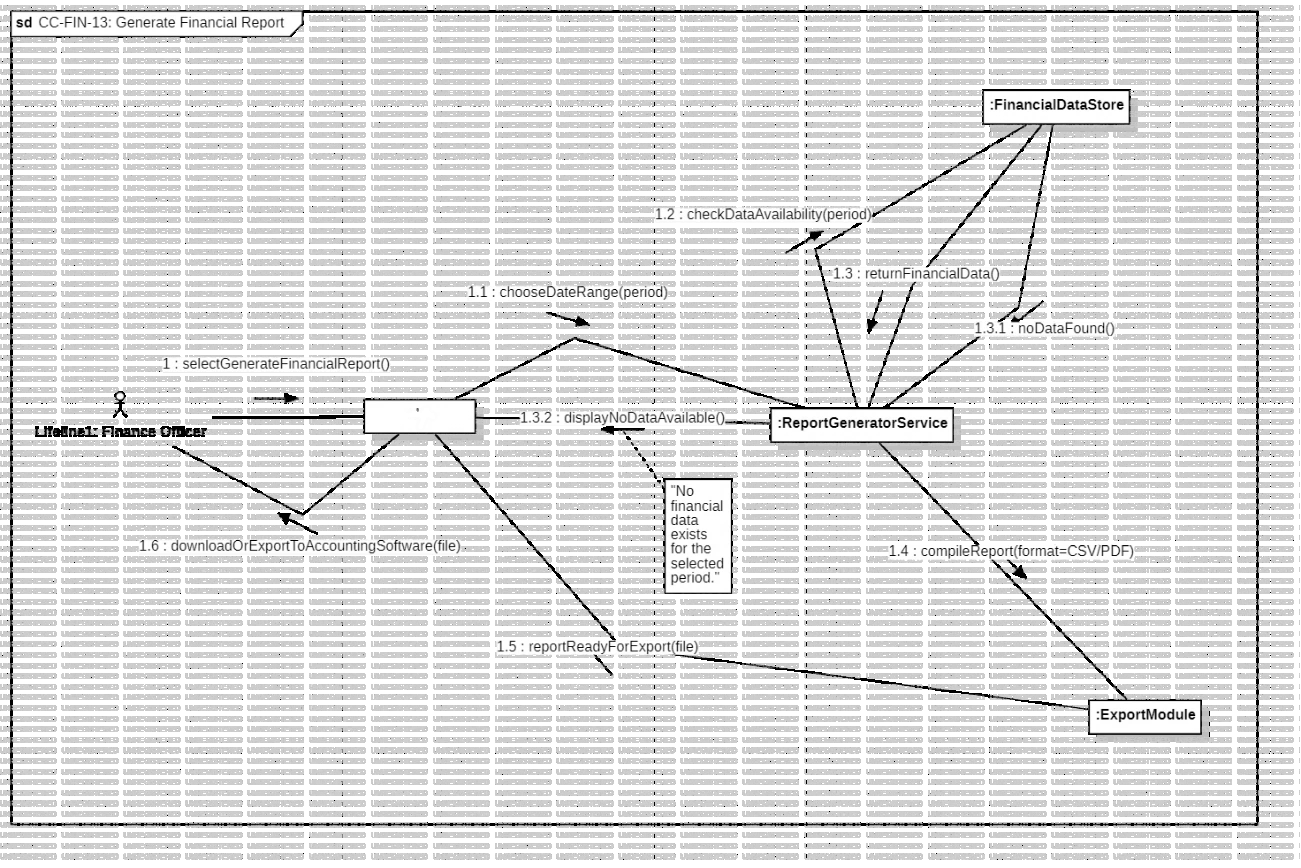 sd CC-FIN-13: Generate Financial Report
:FinancialDataStore
1.2 : checkDataAvailability(period)
1.3 : returnFinancialData()
1.1 : chooseDateRange(period)
1.3.1 : noDataFound()
1 : selectGenerateFinancialReport()
1.3.2 : displayNoDataAvailable()
:ReportGeneratorService
Lifeline1: Finance Officer
"No
financial
data
exists
for the
selected
period."
1.6 : downloadOrExportToAccountingSoftware(file)
1.4 : compileReport(format=CSV/PDF)
1.5 : reportReadyForExport(file)
:ExportModule